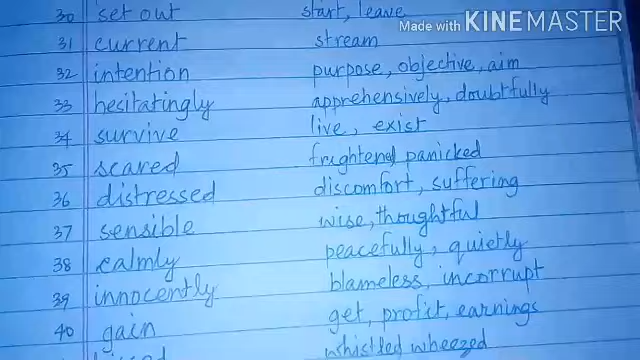 30 set out start, leave
Made with KINEMASTER
31 current stream
32 intention purpose, objective, aim
33 hesitatingly apprehensively, doubtfully
34 survive live, exist
35 scared frightened panicked
36 distressed discomfort, suffering
37 sensible wise, thoughtful
38 calmly peacefully, quietly
39 innocently blameless, incorrupt
40 gain get, profit, earnings
whistled wheezed